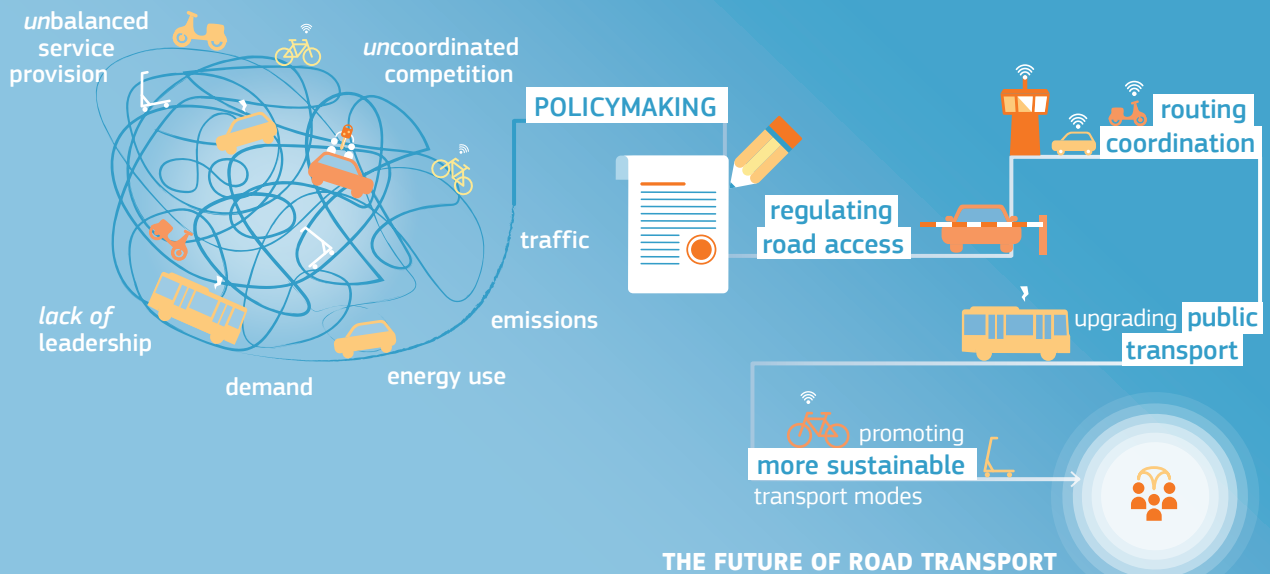 unbalanced
service
provision
uncoordinated
competition
traffic
emissions
energy use
demand
lack of
leadership
POLICYMAKING
regulating
road access
routing
coordination
upgrading public
transport
promoting
more sustainable
transport modes
THE FUTURE OF ROAD TRANSPORT